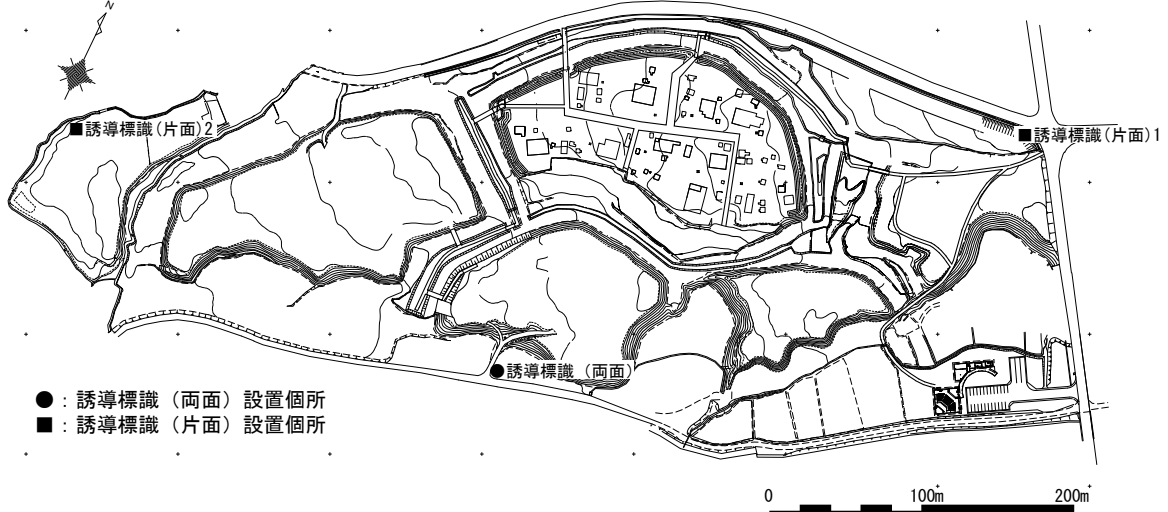 N
■誘導標識(片面)2
■誘導標識(片面)1
●誘導標識（両面）
●：誘導標識（両面）設置個所
■：誘導標識（片面）設置個所
0 100m 200m